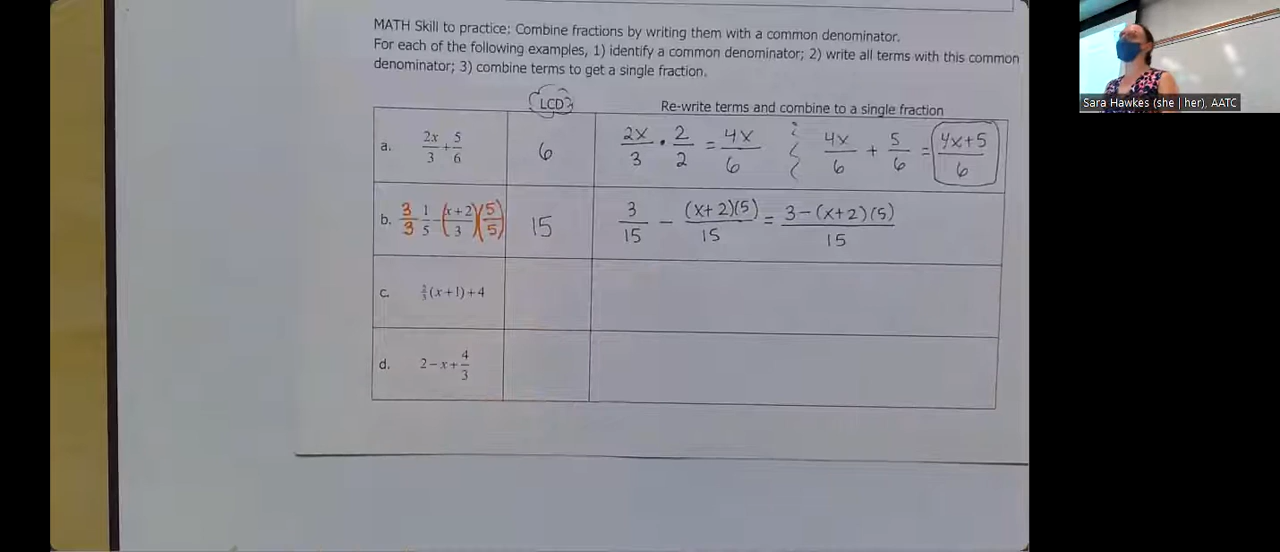 MATH Skill to practice: Combine fractions by writing them with a common denominator.
For each of the following examples, 1) identify a common denominator; 2) write all terms with this common
denominator; 3) combine terms to get a single fraction.
LCD? Re-write terms and combine to a single fraction
a. 2x/3 + 5/6 6 2x/3 · 2/2 = 4x/6 4x/6 + 5/6 = 4x+5/6
b. 3/3 1/5 - (x+2/3)(5/5) 15 3/15 - (x+2)(5)/15 = 3-(x+2)(5)/15
c. 2/3(x+1)+4
d. 2-x+4/3
Sara Hawkes (she | her), AATC